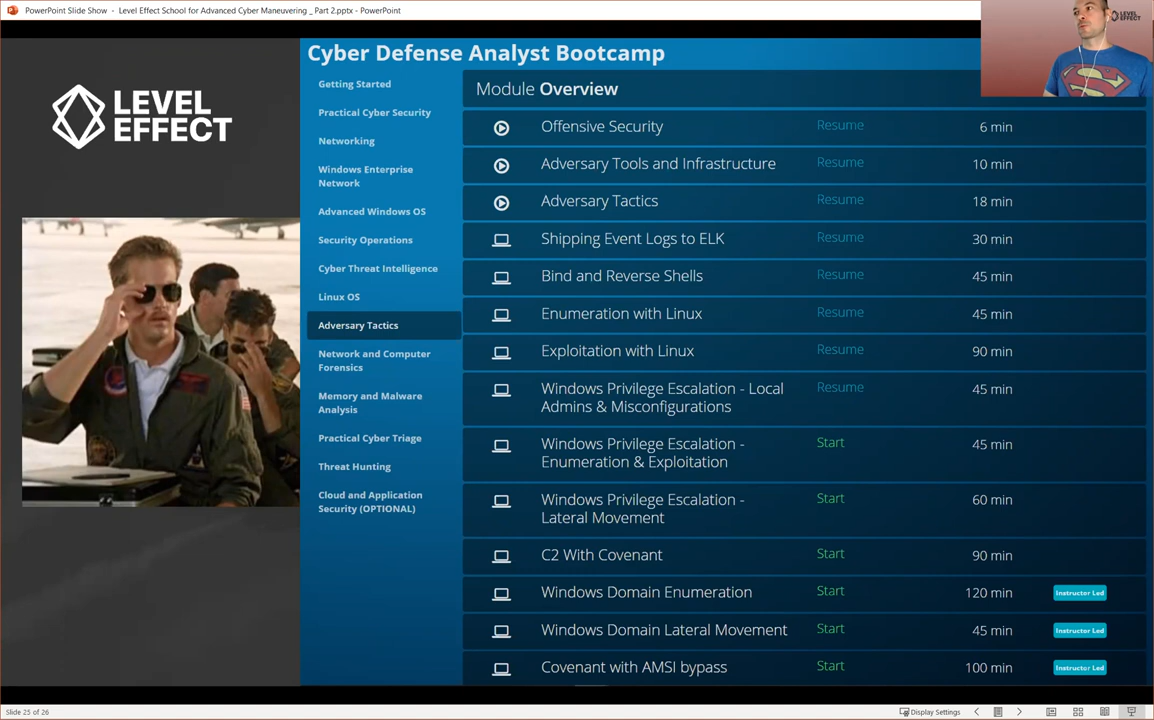 PowerPoint Slide Show - Level Effect School for Advanced Cyber Maneuvering _ Part 2.pptx - PowerPoint
LEVEL EFFECT
LEVEL
EFFECT
Cyber Defense Analyst Bootcamp
Getting Started
Practical Cyber Security
Networking
Windows Enterprise
Network
Advanced Windows OS
Security Operations
Cyber Threat Intelligence
Linux OS
Adversary Tactics
Network and Computer
Forensics
Memory and Malware
Analysis
Practical Cyber Triage
Threat Hunting
Cloud and Application
Security (OPTIONAL)
Module Overview
Offensive Security Resume 6 min
Adversary Tools and Infrastructure Resume 10 min
Adversary Tactics Resume 18 min
Shipping Event Logs to ELK Resume 30 min
Bind and Reverse Shells Resume 45 min
Enumeration with Linux Resume 45 min
Exploitation with Linux Resume 90 min
Windows Privilege Escalation - Local Resume 45 min
Admins & Misconfigurations
Windows Privilege Escalation - Start 45 min
Enumeration & Exploitation
Windows Privilege Escalation - Start 60 min
Lateral Movement
C2 With Covenant Start 90 min
Windows Domain Enumeration Start 120 min Instructor Led
Windows Domain Lateral Movement Start 45 min Instructor Led
Covenant with AMSI bypass Start 100 min Instructor Led
Slide 25 of 26
Display Settings